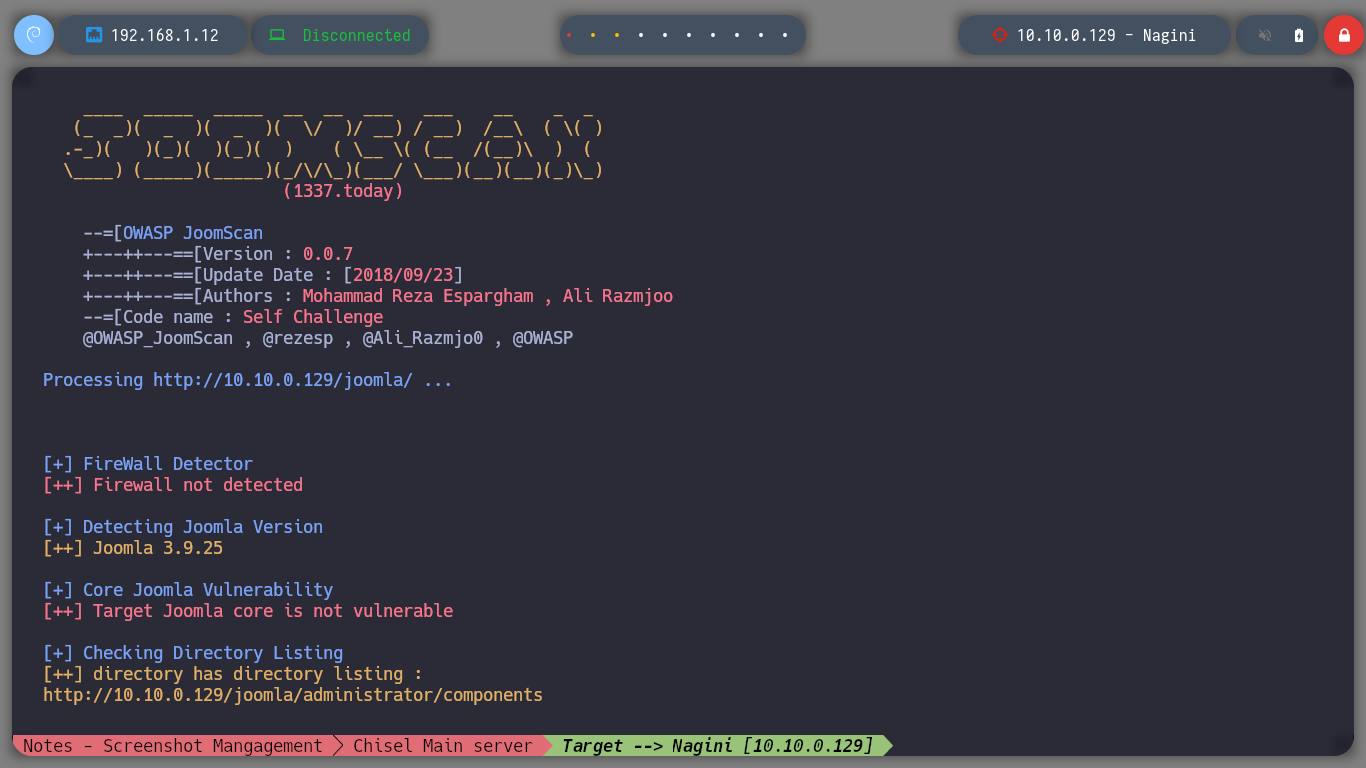 192.168.1.12
Disconnected
10.10.0.129 - Nagini
(1337.today)
--=[OWASP JoomScan
+---++---==[Version : 0.0.7
+---++---==[Update Date : [2018/09/23]
+---++---==[Authors : Mohammad Reza Espargham , Ali Razmjoo
--=[Code name : Self Challenge
@OWASP_JoomScan , @rezesp , @Ali_Razmjo0 , @OWASP
Processing http://10.10.0.129/joomla/ ...
[+] FireWall Detector
[++] Firewall not detected
[+] Detecting Joomla Version
[++] Joomla 3.9.25
[+] Core Joomla Vulnerability
[++] Target Joomla core is not vulnerable
[+] Checking Directory Listing
[++] directory has directory listing :
http://10.10.0.129/joomla/administrator/components
Notes - Screenshot Mangagement
Chisel Main server
Target --> Nagini [10.10.0.129]